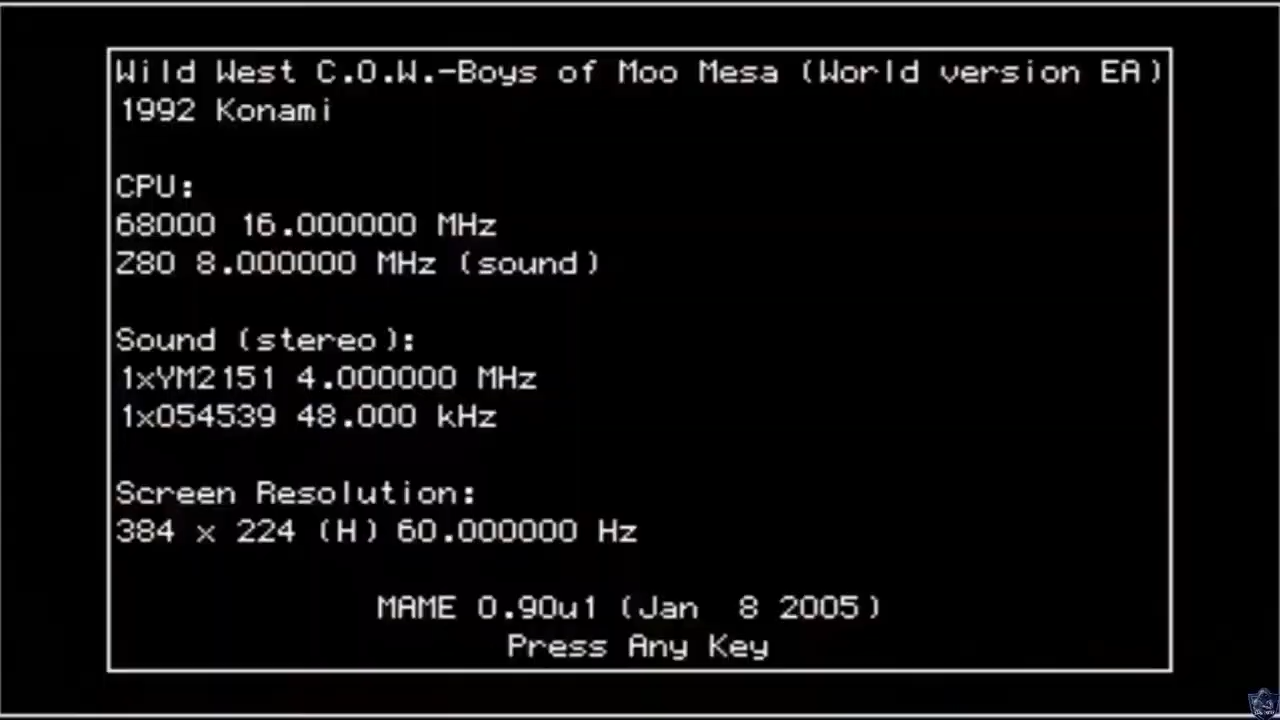 Wild West C.O.W.-Boys of Moo Mesa (World version EA)
1992 Konami
CPU:
68000 16.000000 MHz
Z80 8.000000 MHz (sound)
Sound (stereo):
1xYM2151 4.000000 MHz
1x054539 48.000 kHz
Screen Resolution:
384 x 224 (H) 60.000000 Hz
MAME 0.90u1 (Jan  8 2005)
Press Any Key